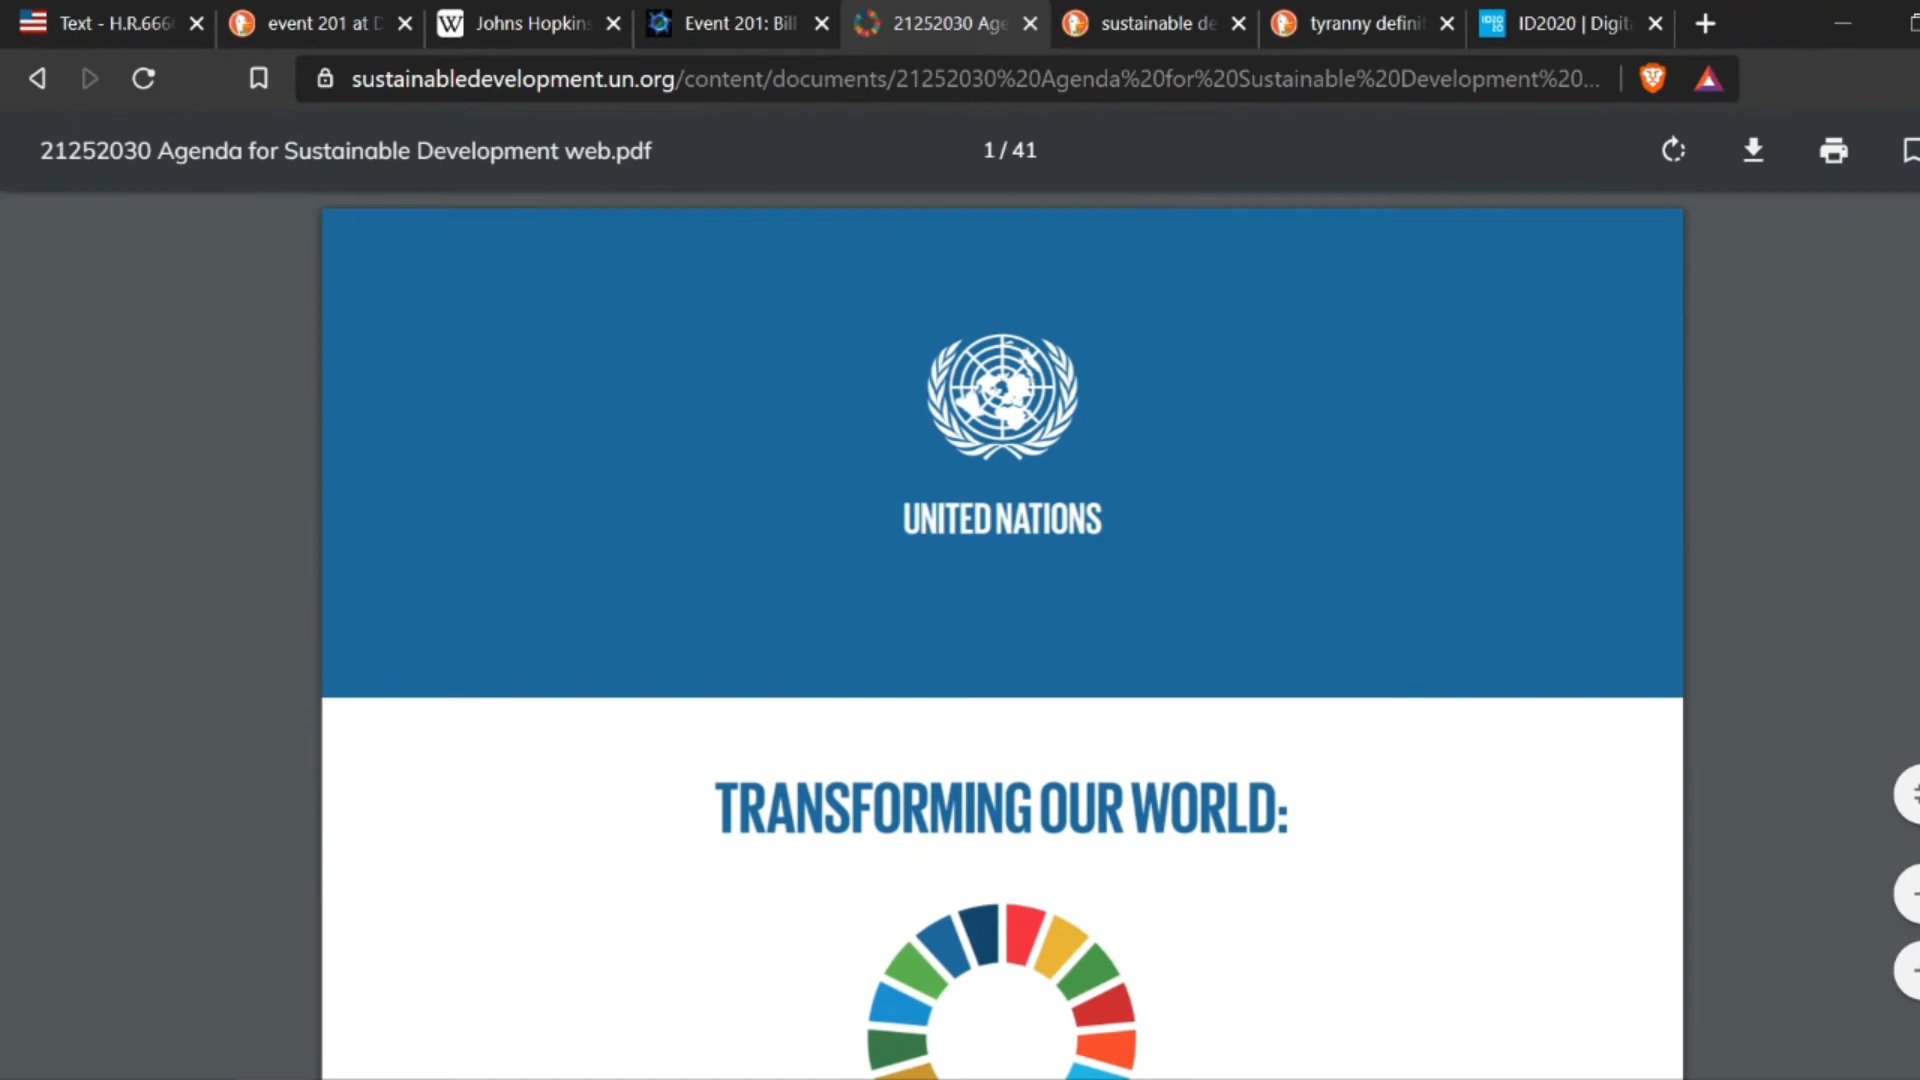 Text - H.R.666
event 201 at D
Johns Hopkins
Event 201: Bill
21252030 Age
sustainable de
tyranny defini
ID2020 | Digit
sustainabledevelopment.un.org/content/documents/21252030%20Agenda%20for%20Sustainable%20Development%20...
21252030 Agenda for Sustainable Development web.pdf
1 / 41
UNITED NATIONS
TRANSFORMING OUR WORLD: